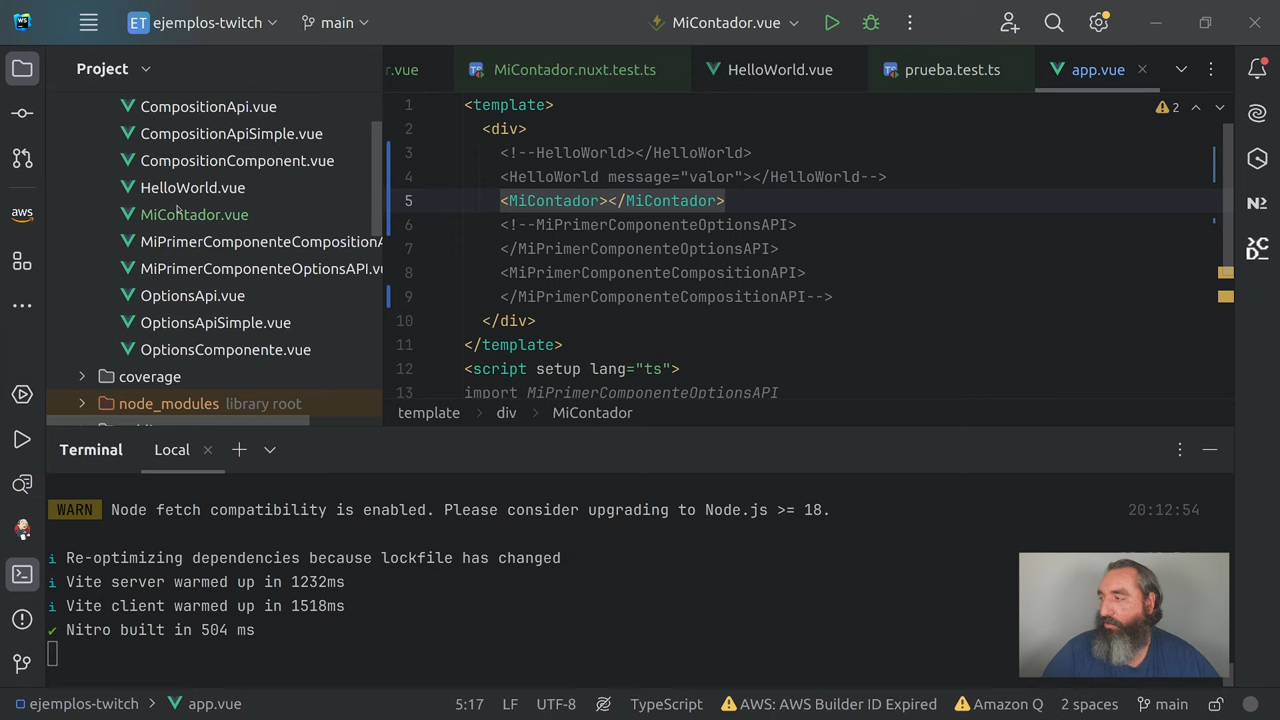 WS
ET ejemplos-twitch
main
MiContador.vue
Project
r.vue
MiContador.nuxt.test.ts
HelloWorld.vue
prueba.test.ts
app.vue
CompositionApi.vue
CompositionApiSimple.vue
CompositionComponent.vue
HelloWorld.vue
MiContador.vue
MiPrimerComponenteCompositionA
MiPrimerComponenteOptionsAPI.vu
OptionsApi.vue
OptionsApiSimple.vue
OptionsComponente.vue
coverage
node_modules library root
aws
1 <template>
2 <div>
3 <!--HelloWorld></HelloWorld>
4 <HelloWorld message="valor"></HelloWorld-->
5 <MiContador></MiContador>
6 <!--MiPrimerComponenteOptionsAPI>
7 </MiPrimerComponenteOptionsAPI>
8 <MiPrimerComponenteCompositionAPI>
9 </MiPrimerComponenteCompositionAPI-->
10 </div>
11 </template>
12 <script setup lang="ts">
13 import MiPrimerComponenteOptionsAPI
2
template div MiContador
Terminal Local
WARN Node fetch compatibility is enabled. Please consider upgrading to Node.js >= 18. 20:12:54
i Re-optimizing dependencies because lockfile has changed
i Vite server warmed up in 1232ms
i Vite client warmed up in 1518ms
✔ Nitro built in 504 ms
ejemplos-twitch app.vue 5:17 LF UTF-8 TypeScript AWS: AWS Builder ID Expired Amazon Q 2 spaces main